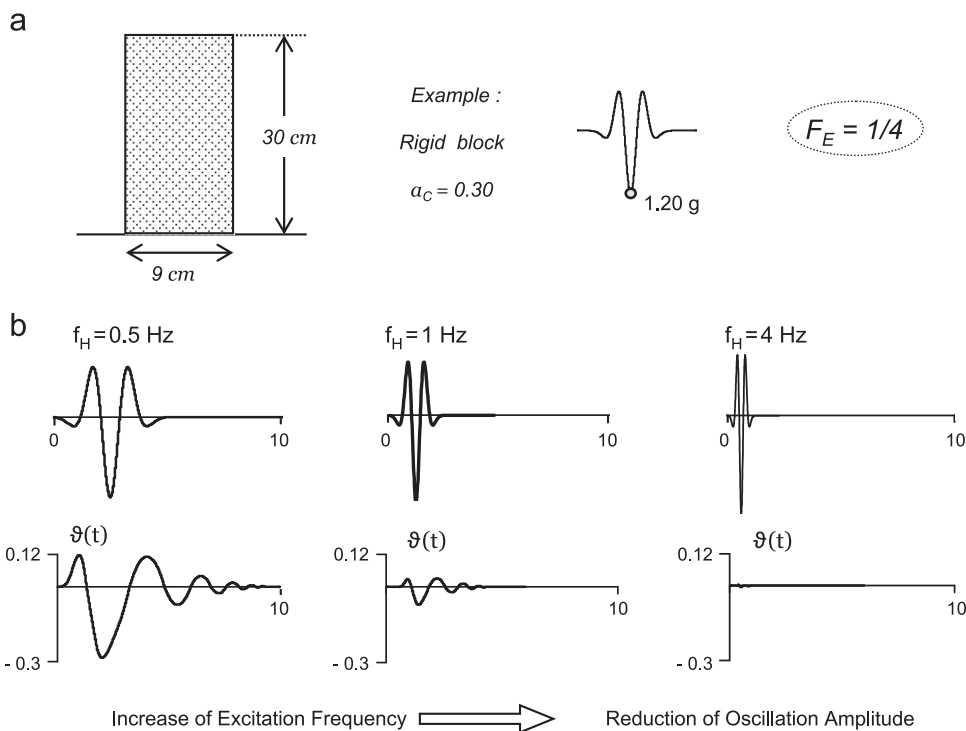 a
30 cm
9 cm
Example :
Rigid block
a_C = 0.30
1.20 g
F_E = 1/4
b
f_H = 0.5 Hz
f_H = 1 Hz
f_H = 4 Hz
0 10
0 10
0 10
ϑ(t)
ϑ(t)
ϑ(t)
0.12
0.12
0.12
10
10
10
- 0.3
- 0.3
- 0.3
Increase of Excitation Frequency
Reduction of Oscillation Amplitude